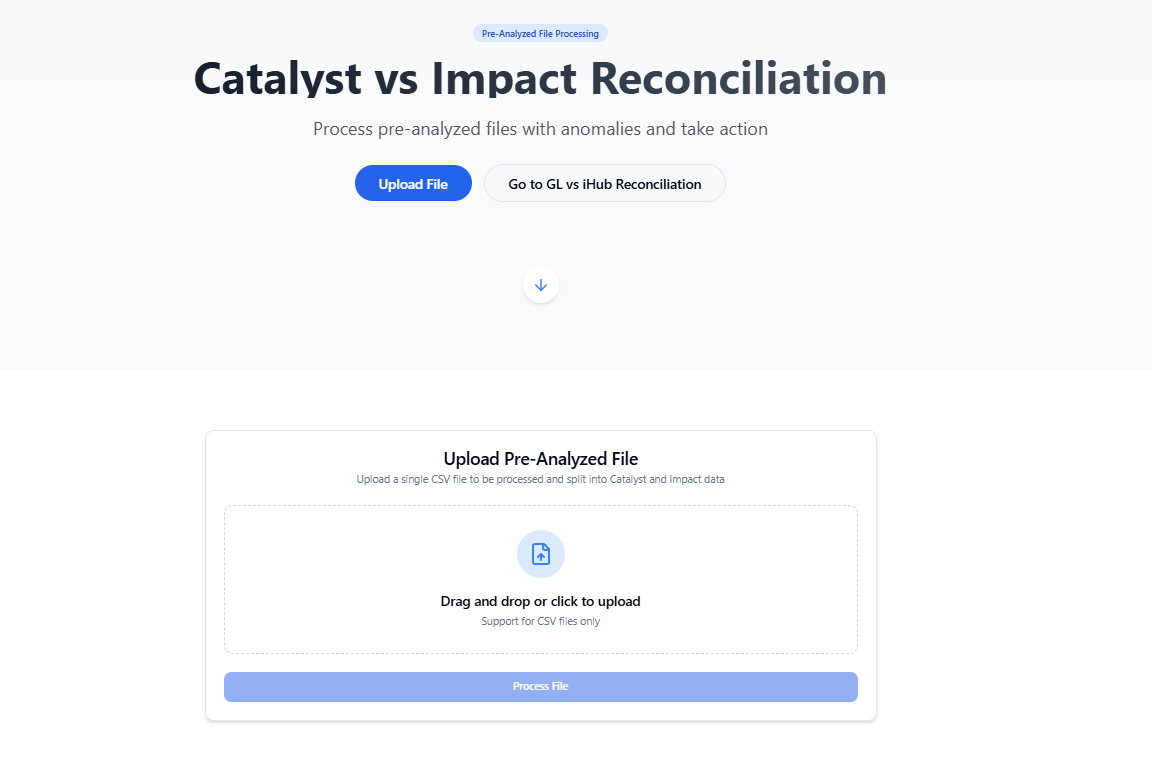 Pre-Analyzed File Processing
Catalyst vs Impact Reconciliation
Process pre-analyzed files with anomalies and take action
Upload File
Go to GL vs iHub Reconciliation
Upload Pre-Analyzed File
Upload a single CSV file to be processed and split into Catalyst and Impact data
Drag and drop or click to upload
Support for CSV files only
Process File